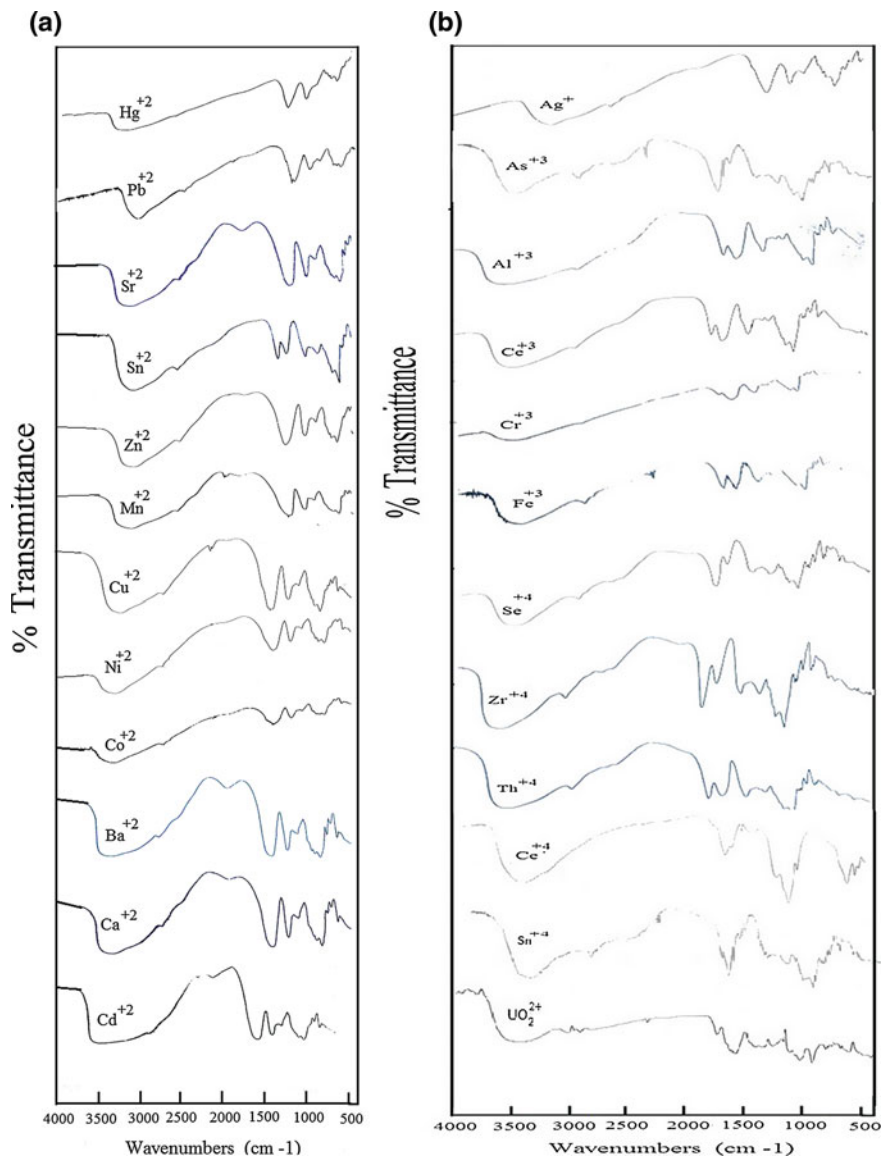 (a)
% Transmittance
Hg+2
Pb+2
Sr+2
Sn+2
Zn+2
Mn+2
Cu+2
Ni+2
Co+2
Ba+2
Ca+2
Cd+2
4000 3500 3000 2500 2000 1500 1000 500
Wavenumbers (cm -1)
(b)
% Transmittance
Ag+
As+3
Al+3
Ce+3
Cr+3
Fe+3
Se+4
Zr+4
Th+4
Ce+4
Sn+4
UO2 2+
4000 3500 3000 2500 2000 1500 1000 500
Wavenumbers (cm -1)